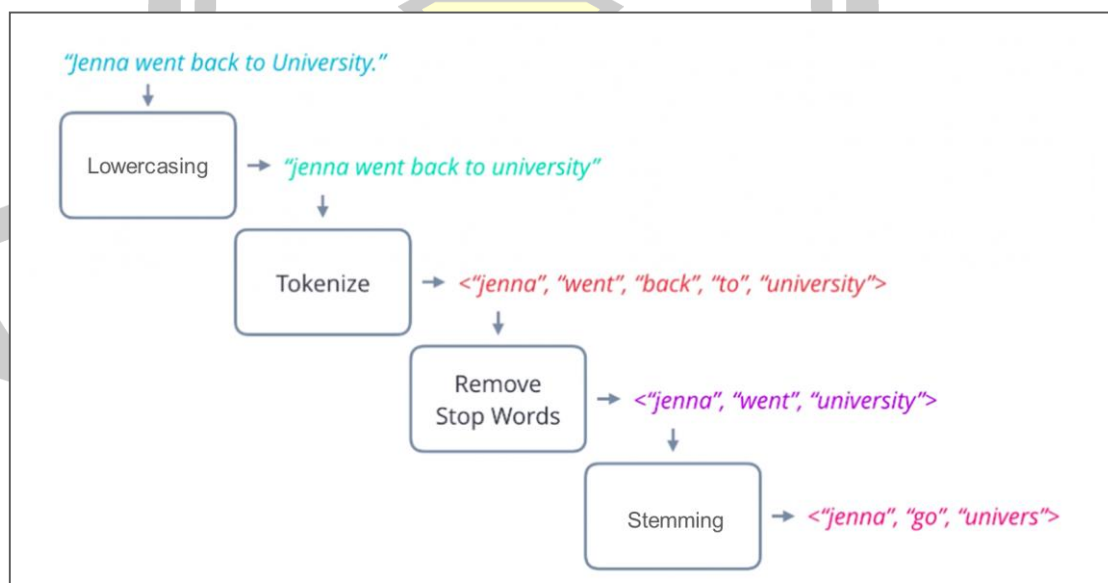 “Jenna went back to University.”
Lowercasing
“jenna went back to university”
Tokenize
<“jenna”, “went”, “back”, “to”, “university”>
Remove
Stop Words
<“jenna”, “went”, “university”>
Stemming
<“jenna”, “go”, “univers”>